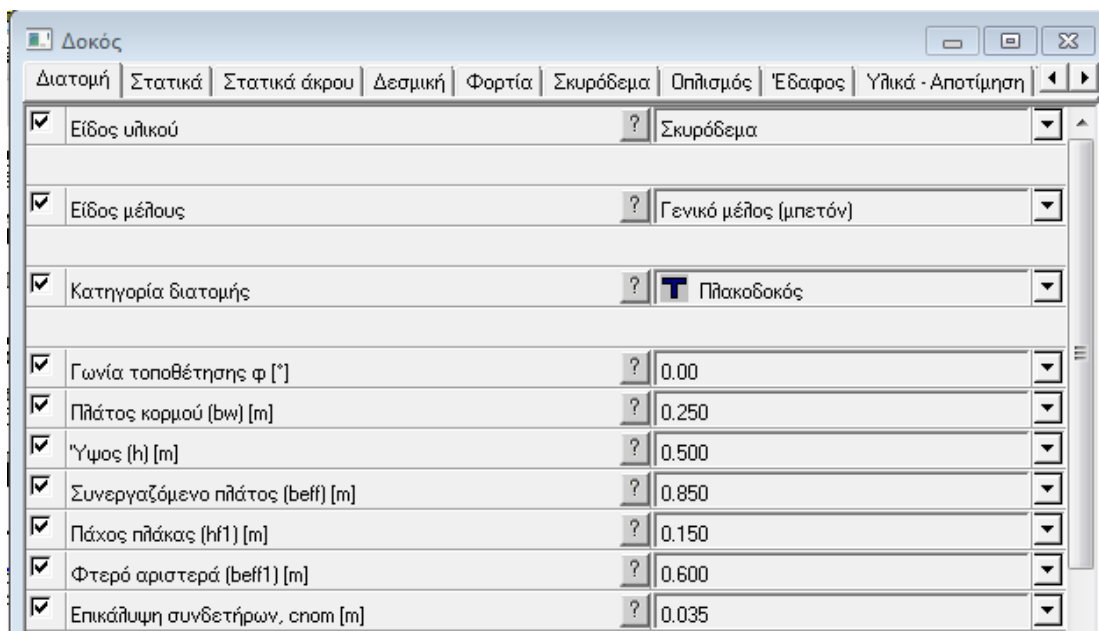 Δοκός
Διατομή Στατικά Στατικά άκρου Δεσμική Φορτία Σκυρόδεμα Οπλισμός Έδαφος Υλικά - Αποτίμηση
Είδος υλικού ? Σκυρόδεμα
Είδος μέλους ? Γενικό μέλος (μπετόν)
Κατηγορία διατομής ? Πλακοδοκός
Γωνία τοποθέτησης φ [°] ? 0.00
Πλάτος κορμού (bw) [m] ? 0.250
Ύψος (h) [m] ? 0.500
Συνεργαζόμενο πλάτος (beff) [m] ? 0.850
Πάχος πλάκας (hf1) [m] ? 0.150
Φτερό αριστερά (beff1) [m] ? 0.600
Επικάλυψη συνδετήρων, cnom [m] ? 0.035